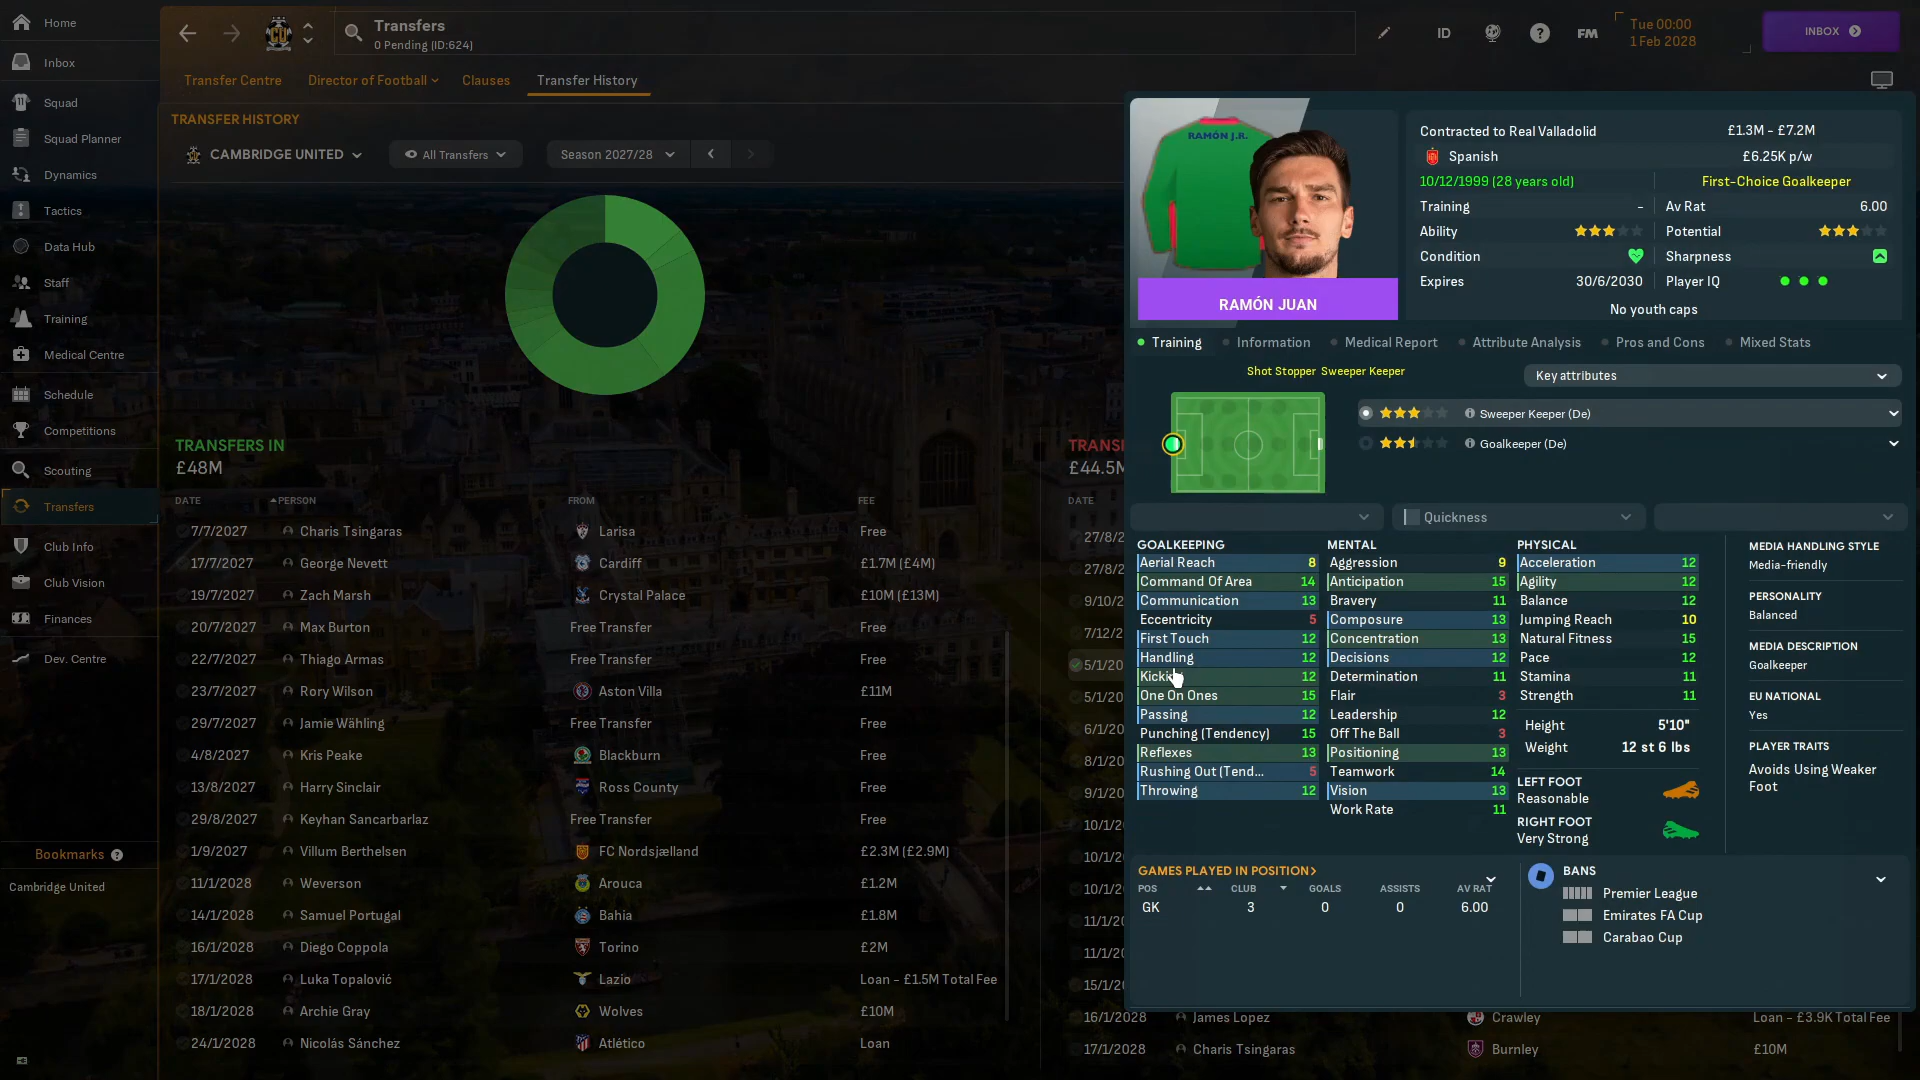 Home
Inbox
Squad
Squad Planner
Dynamics
Tactics
Data Hub
Staff
Training
Medical Centre
Schedule
Competitions
Scouting
Transfers
Club Info
Club Vision
Finances
Dev. Centre
Bookmarks
Cambridge United
Transfers
0 Pending (ID:624)
ID
FM
Tue 00:00
1 Feb 2028
INBOX
Transfer Centre
Director of Football
Clauses
Transfer History
TRANSFER HISTORY
CAMBRIDGE UNITED
All Transfers
Season 2027/28
TRANSFERS IN
£48M
DATE PERSON FROM FEE
7/7/2027 Charis Tsingaras Larisa Free
17/7/2027 George Nevett Cardiff £1.7M (£4M)
19/7/2027 Zach Marsh Crystal Palace £10M (£13M)
20/7/2027 Max Burton Free Transfer Free
22/7/2027 Thiago Armas Free Transfer Free
23/7/2027 Rory Wilson Aston Villa £11M
29/7/2027 Jamie Wähling Free Transfer Free
4/8/2027 Kris Peake Blackburn Free
13/8/2027 Harry Sinclair Ross County Free
29/8/2027 Keyhan Sancarbarlaz Free Transfer Free
1/9/2027 Villum Berthelsen FC Nordsjælland £2.3M (£2.9M)
11/1/2028 Weverson Arouca £1.2M
14/1/2028 Samuel Portugal Bahia £1.8M
16/1/2028 Diego Coppola Torino £2M
17/1/2028 Luka Topalović Lazio Loan - £1.5M Total Fee
18/1/2028 Archie Gray Wolves £10M
24/1/2028 Nicolás Sánchez Atlético Loan
£44.5M
DATE
16/1/2028 James Lopez Crawley Loan - £3.9K Total Fee
17/1/2028 Charis Tsingaras Burnley £10M
RAMÓN J.R.
RAMÓN JUAN
Contracted to Real Valladolid £1.3M - £7.2M
Spanish £6.25K p/w
10/12/1999 (28 years old) First-Choice Goalkeeper
Training - Av Rat 6.00
Ability Potential
Condition Sharpness
Expires 30/6/2030 Player IQ
No youth caps
Training
Information
Medical Report
Attribute Analysis
Pros and Cons
Mixed Stats
Shot Stopper Sweeper Keeper
Key attributes
Sweeper Keeper (De)
Goalkeeper (De)
Quickness
GOALKEEPING
Aerial Reach 8
Command Of Area 14
Communication 13
Eccentricity 5
First Touch 12
Handling 12
12
One On Ones 15
Passing 12
Punching (Tendency) 15
Reflexes 13
Rushing Out (Tend... 5
Throwing 12
MENTAL
Aggression 9
Anticipation 15
Bravery 11
Composure 13
Concentration 13
Decisions 12
Determination 11
Flair 3
Leadership 12
Off The Ball 3
Positioning 13
Teamwork 14
Vision 13
Work Rate 11
PHYSICAL
Acceleration 12
Agility 12
Balance 12
Jumping Reach 10
Natural Fitness 15
Pace 12
Stamina 11
Strength 11
Height 5'10"
Weight 12 st 6 lbs
LEFT FOOT
Reasonable
RIGHT FOOT
Very Strong
MEDIA HANDLING STYLE
Media-friendly
PERSONALITY
Balanced
MEDIA DESCRIPTION
Goalkeeper
EU NATIONAL
Yes
PLAYER TRAITS
Avoids Using Weaker
Foot
GAMES PLAYED IN POSITION
POS CLUB GOALS ASSISTS AV RAT
GK 3 0 0 6.00
BANS
Premier League
Emirates FA Cup
Carabao Cup